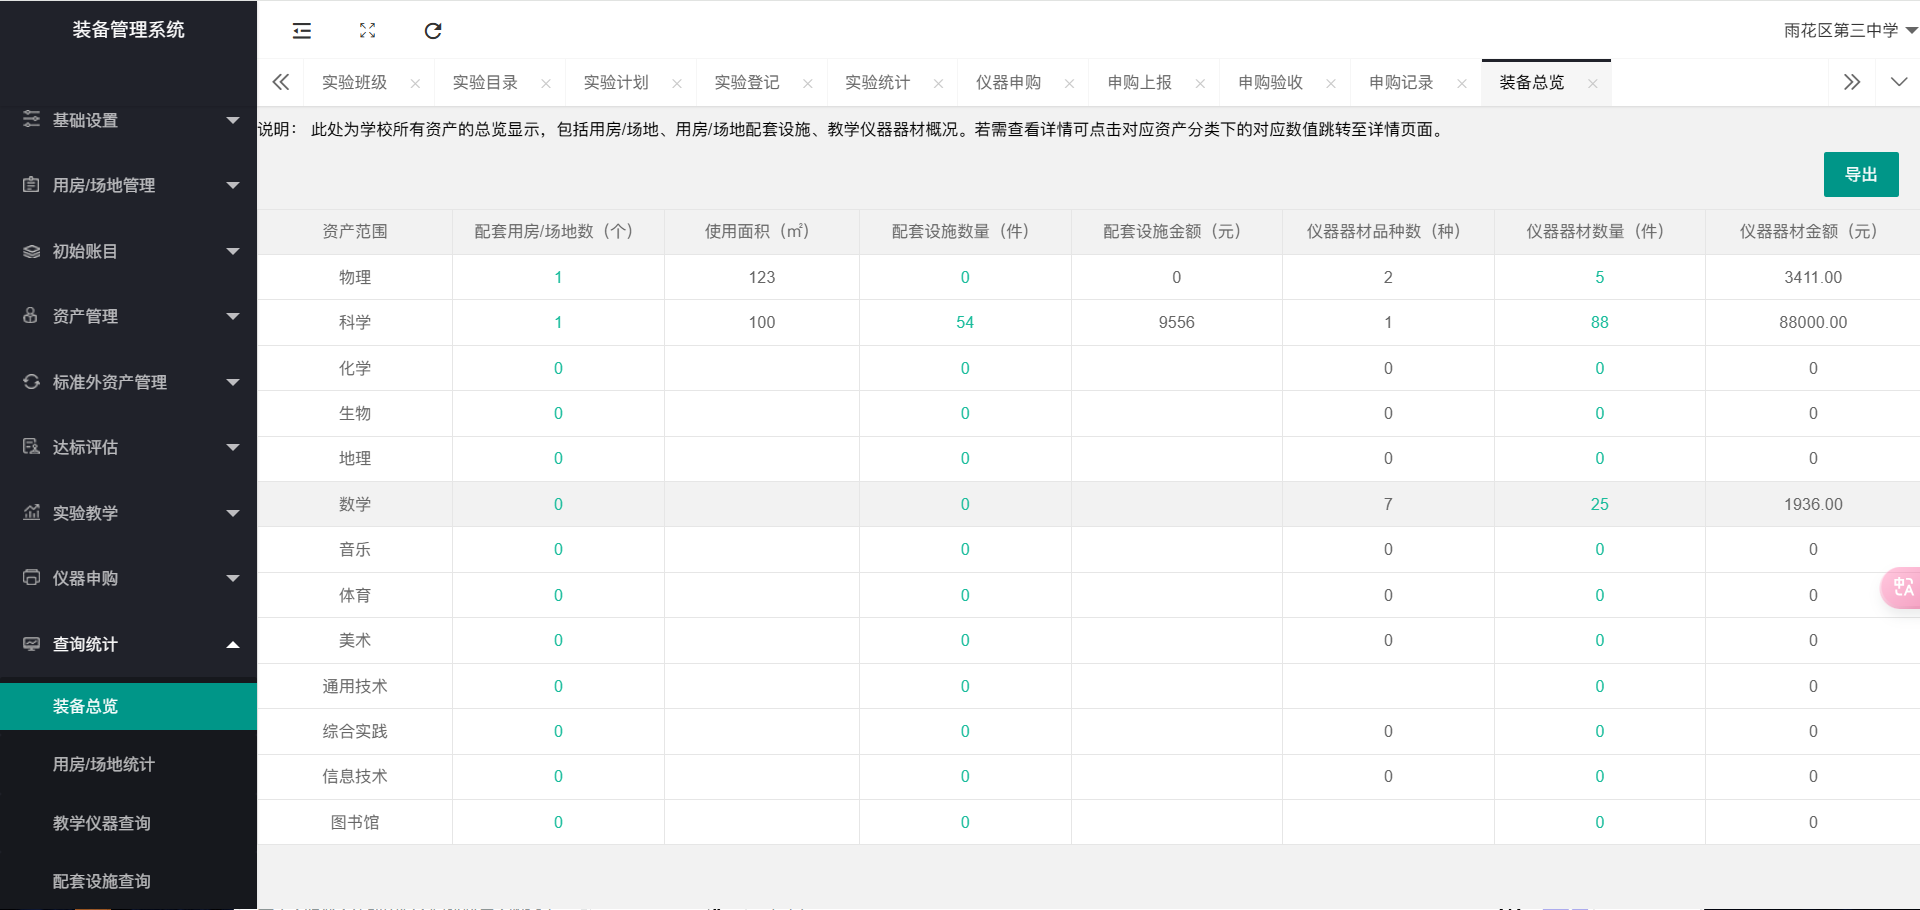 装备管理系统
雨花区第三中学
实验班级 实验目录 实验计划 实验登记 实验统计 仪器申购 申购上报 申购验收 申购记录 装备总览
基础设置
用房/场地管理
初始账目
资产管理
标准外资产管理
达标评估
实验教学
仪器申购
查询统计
装备总览
用房/场地统计
教学仪器查询
配套设施查询
说明： 此处为学校所有资产的总览显示，包括用房/场地、用房/场地配套设施、教学仪器器材概况。若需查看详情可点击对应资产分类下的对应数值跳转至详情页面。
导出
资产范围 配套用房/场地数（个） 使用面积（㎡） 配套设施数量（件） 配套设施金额（元） 仪器器材品种数（种） 仪器器材数量（件） 仪器器材金额（元）
物理 1 123 0 0 2 5 3411.00
科学 1 100 54 9556 1 88 88000.00
化学 0 0 0 0 0
生物 0 0 0 0 0
地理 0 0 0 0 0
数学 0 0 7 25 1936.00
音乐 0 0 0 0 0
体育 0 0 0 0 0
美术 0 0 0 0 0
通用技术 0 0 0 0
综合实践 0 0 0 0 0
信息技术 0 0 0 0 0
图书馆 0 0 0 0
中A